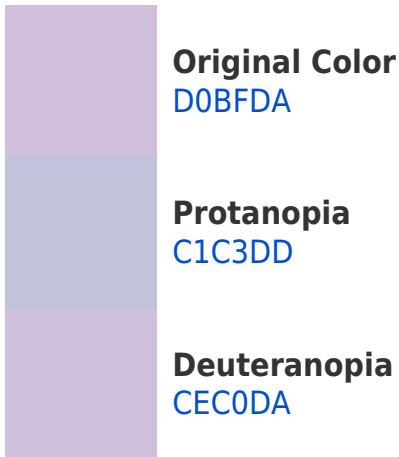 Original Color
D0BFDA
Protanopia
C1C3DD
Deuteranopia
CEC0DA